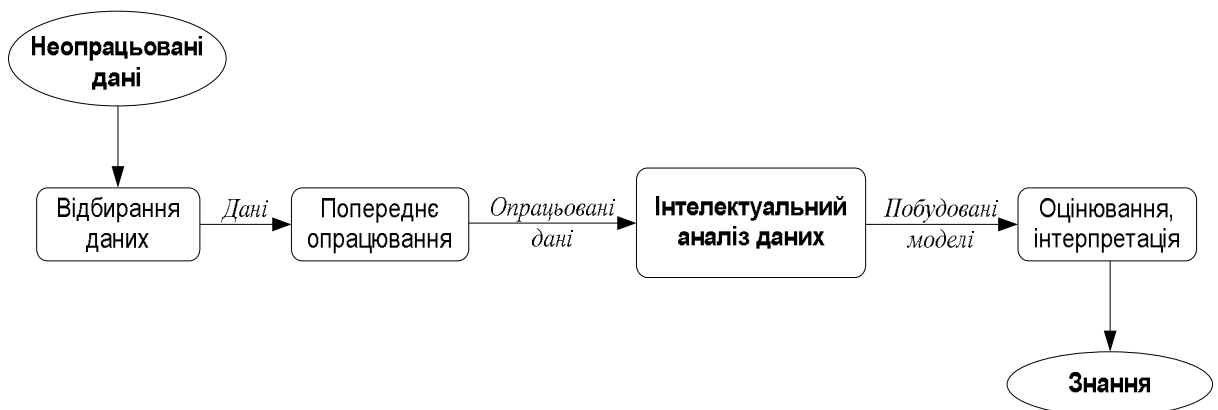 Неопрацьовані
дані
Відбирання
даних
Дані
Попереднє
опрацювання
Опрацьовані
дані
Інтелектуальний
аналіз даних
Побудовані
моделі
Оцінювання,
інтерпретація
Знання